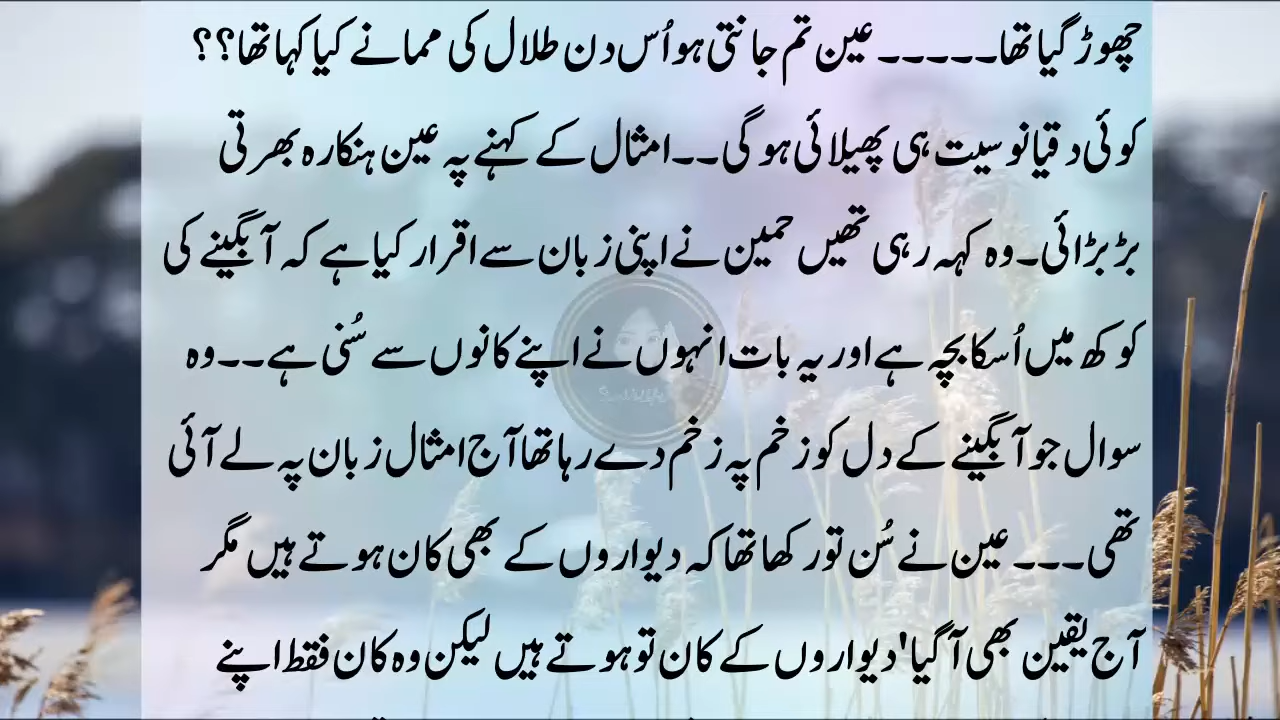 چھوڑ گیا تھا۔۔۔۔۔ عین تم جانتی ہو اُس دن طلال کی ممانے کیا کہا تھا؟؟
کوئی دقیانوسیت ہی پھیلائی ہوگی۔۔امثال کے کہنے پہ عین ہنکارہ بھرتی
بڑبڑائی۔وہ کہہ رہی تھیں حمین نے اپنی زبان سے اقرار کیا ہے کہ آبگینے کی
کوکھ میں اُسکا بچہ ہے اور یہ بات انہوں نے اپنے کانوں سے سُنی ہے۔۔وہ
سوال جو آبگینے کے دل کو زخم پہ زخم دے رہا تھا آج امثال زبان پہ لے آئی
تھی۔۔۔ عین نے سُن تو رکھا تھا کہ دیواروں کے بھی کان ہوتے ہیں مگر
آج یقین بھی آ گیا'دیواروں کے کان تو ہوتے ہیں لیکن وہ کان فقط اپنے